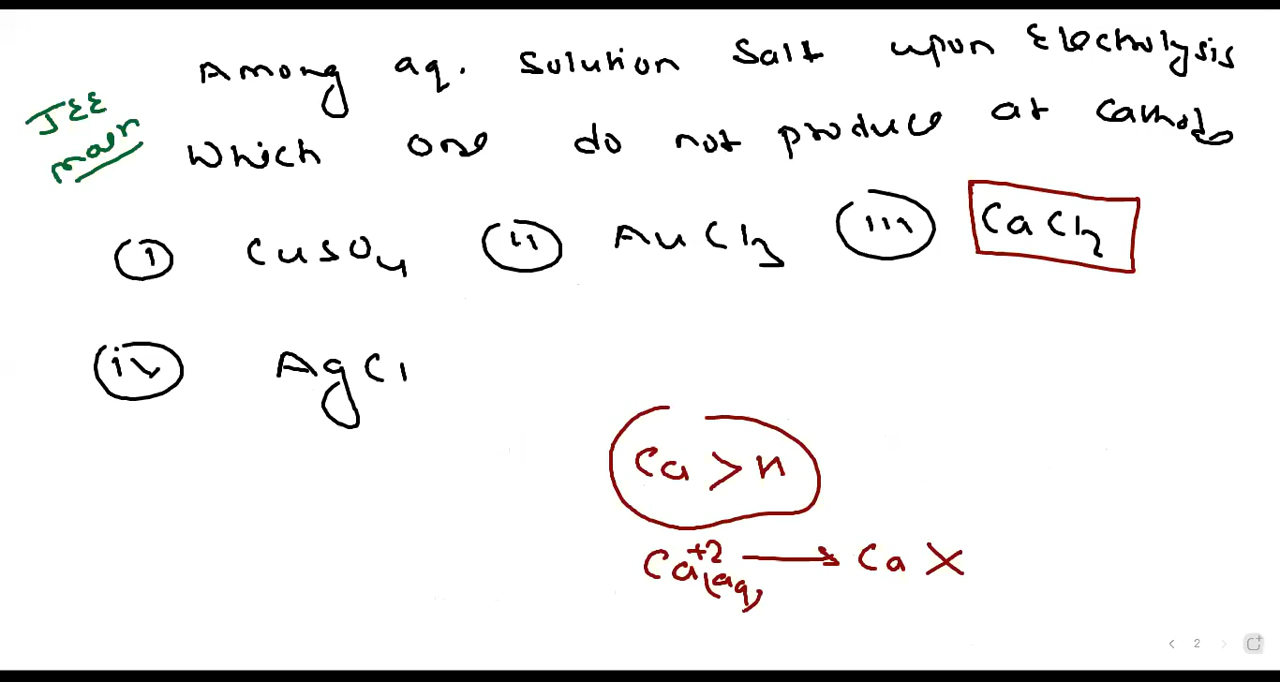 Among aq. Solution Salt upon Electrolysis
JEE
main
which one do not produce at cathode
(i) CuSO4 (ii) AuCl3 (iii) CaCl2
(iv) AgCl
Ca > H
Ca+2(aq) → Ca ✗
2